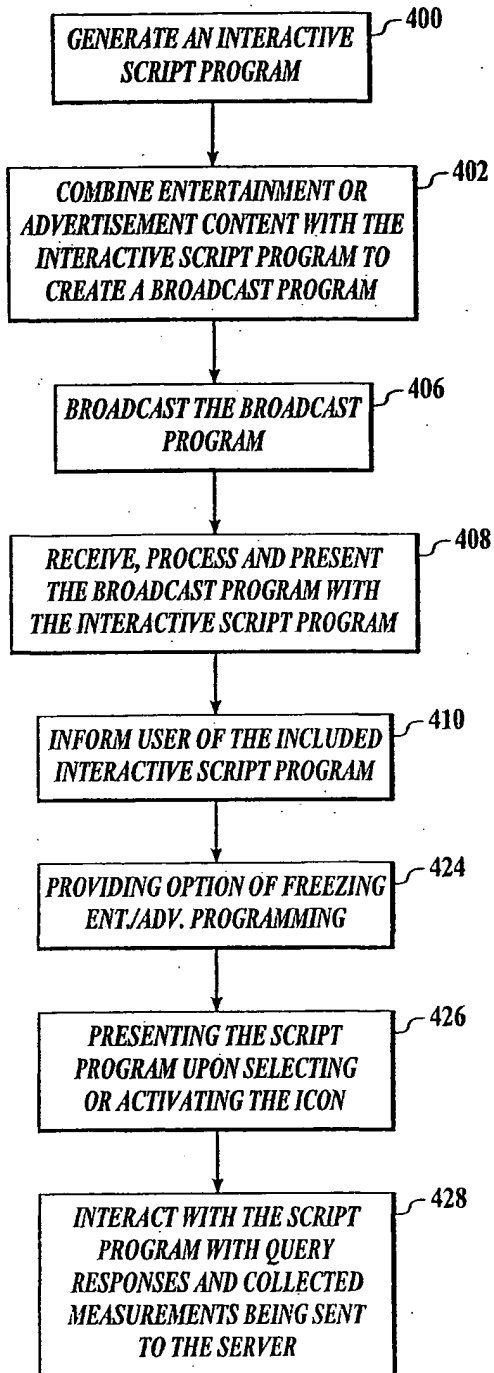 GENERATE AN INTERACTIVE
SCRIPT PROGRAM
400
COMBINE ENTERTAINMENT OR
ADVERTISEMENT CONTENT WITH THE
INTERACTIVE SCRIPT PROGRAM TO
CREATE A BROADCAST PROGRAM
402
BROADCAST THE BROADCAST
PROGRAM
406
RECEIVE, PROCESS AND PRESENT
THE BROADCAST PROGRAM WITH
THE INTERACTIVE SCRIPT PROGRAM
408
INFORM USER OF THE INCLUDED
INTERACTIVE SCRIPT PROGRAM
410
PROVIDING OPTION OF FREEZING
ENT./ADV. PROGRAMMING
424
PRESENTING THE SCRIPT
PROGRAM UPON SELECTING
OR ACTIVATING THE ICON
426
INTERACT WITH THE SCRIPT
PROGRAM WITH QUERY
RESPONSES AND COLLECTED
MEASUREMENTS BEING SENT
TO THE SERVER
428